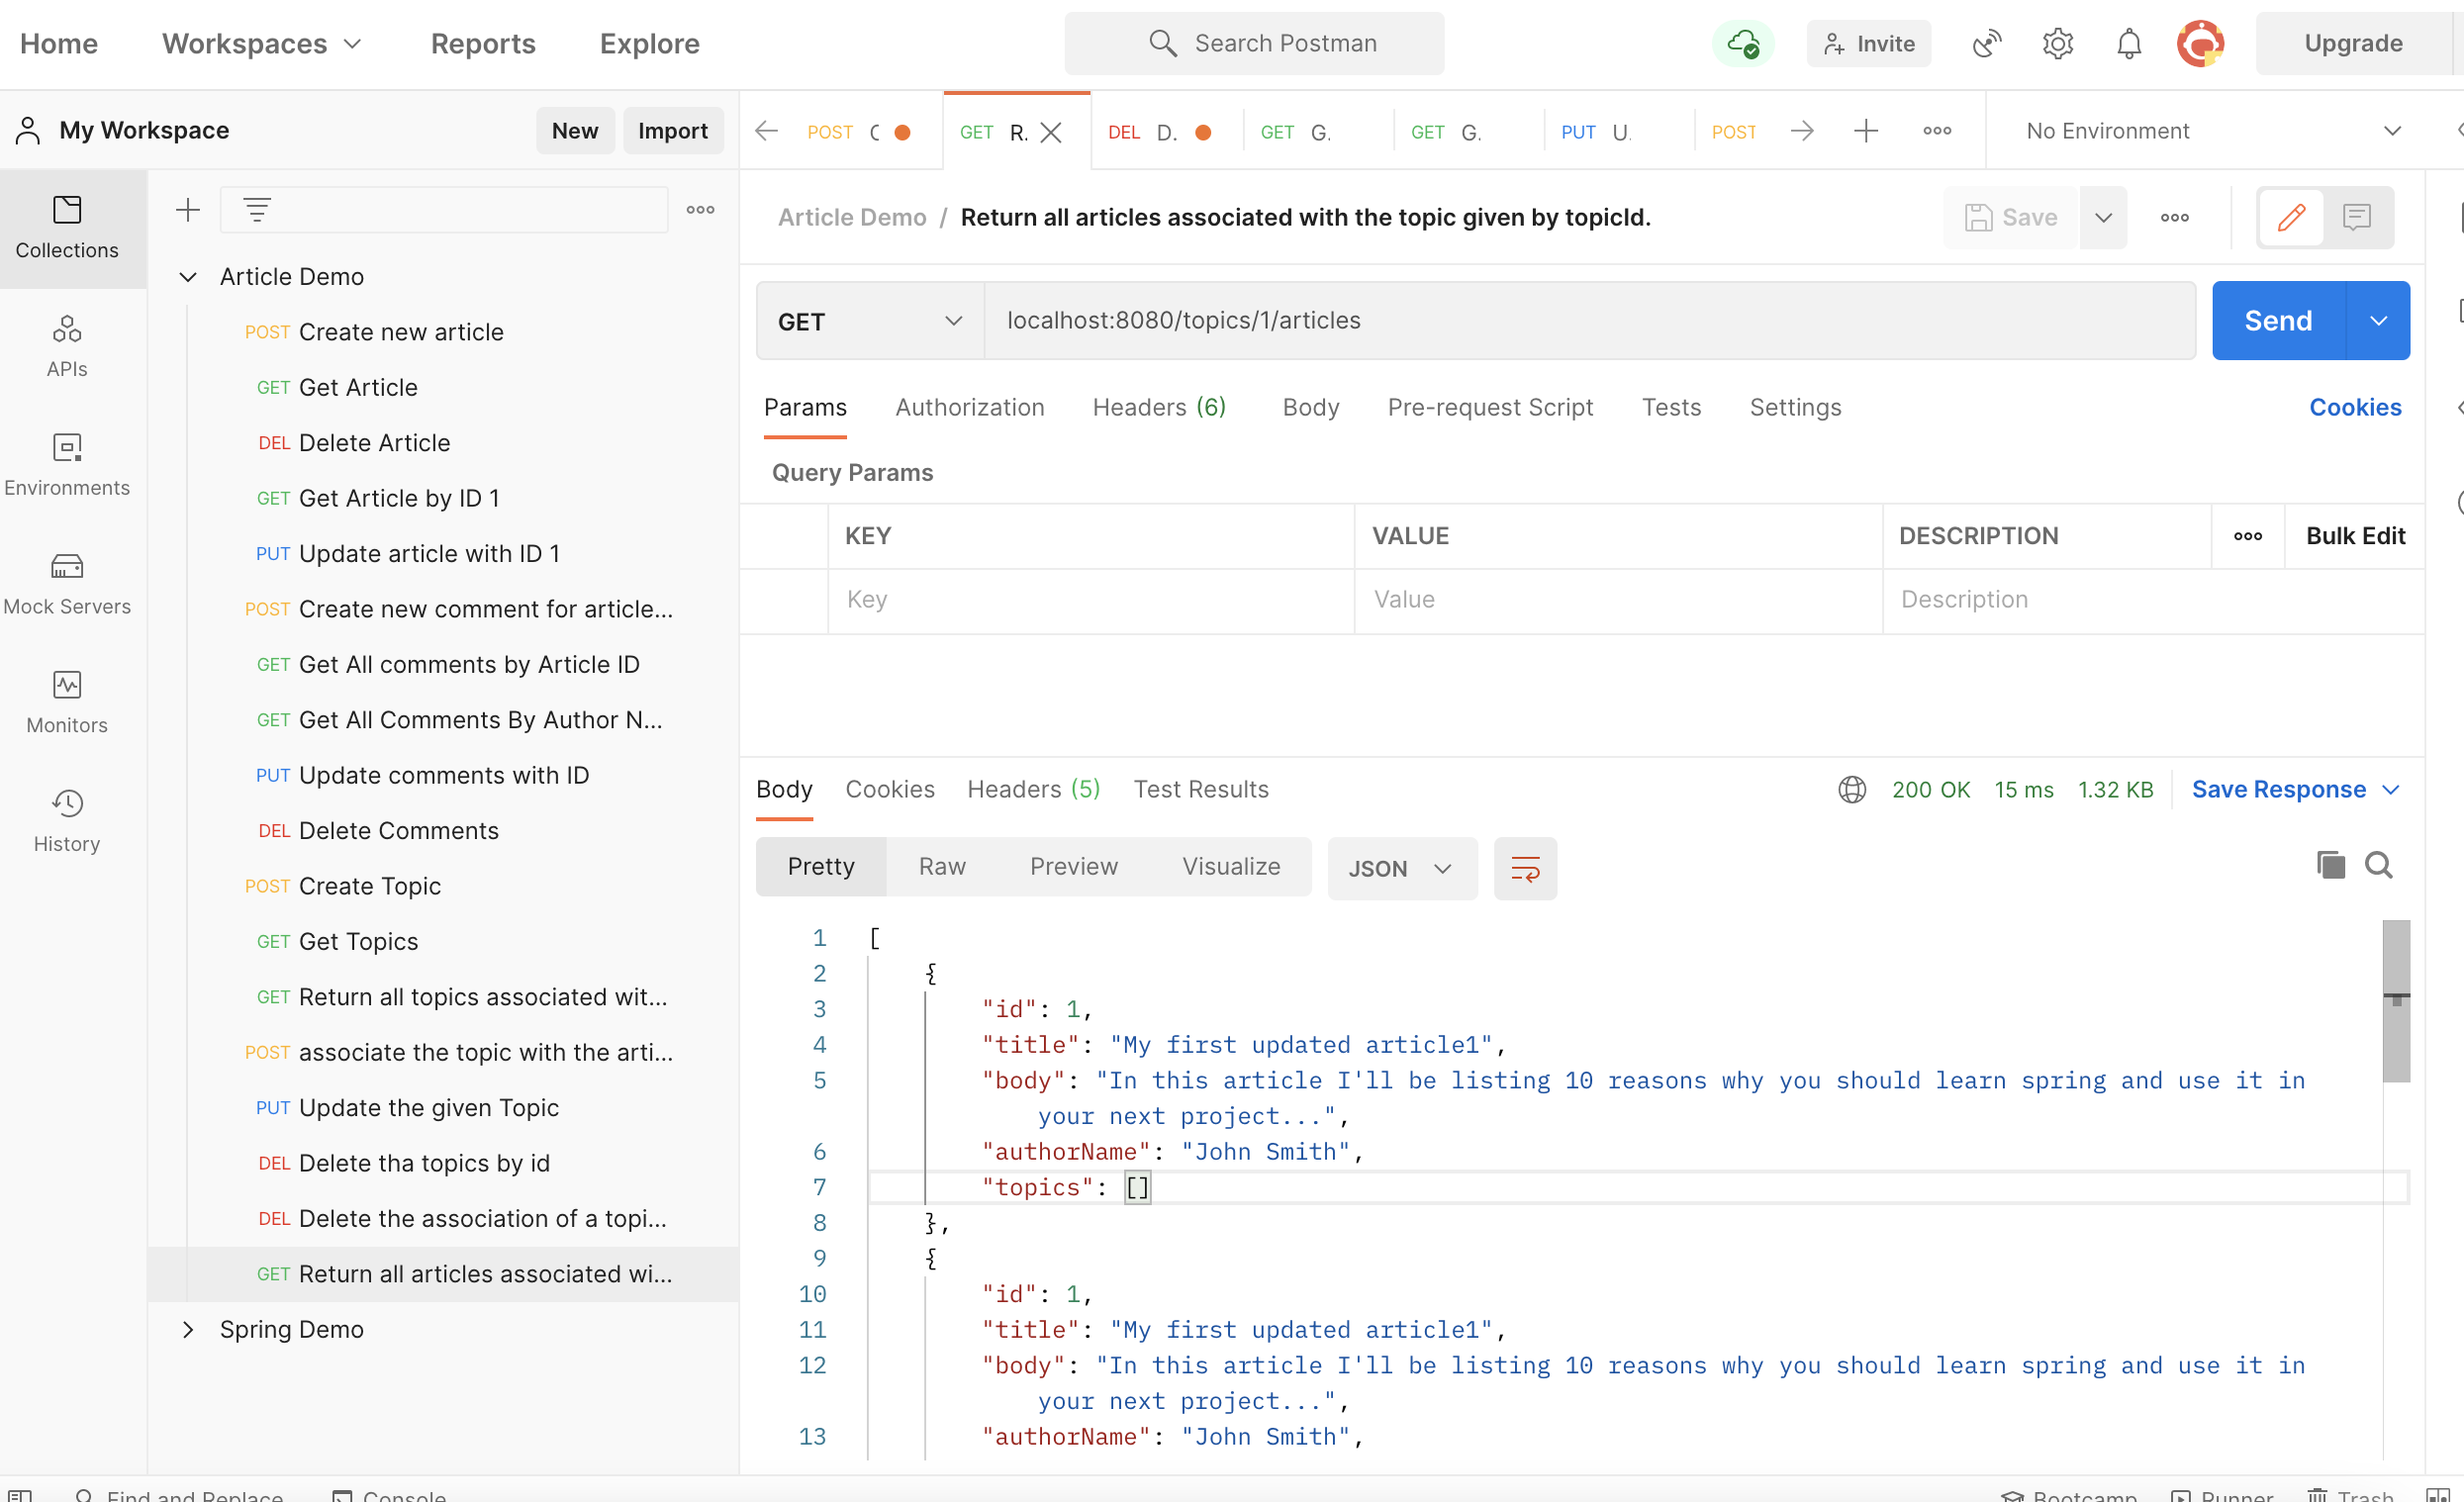 Home Workspaces Reports Explore Search Postman Invite Upgrade
My Workspace New Import
POST GET R. DEL D. GET G. GET G. PUT U. POST No Environment
Collections
APIs
Environments
Mock Servers
Monitors
History
Article Demo
POST Create new article
GET Get Article
DEL Delete Article
GET Get Article by ID 1
PUT Update article with ID 1
POST Create new comment for article...
GET Get All comments by Article ID
GET Get All Comments By Author N...
PUT Update comments with ID
DEL Delete Comments
POST Create Topic
GET Get Topics
GET Return all topics associated wit...
POST associate the topic with the arti...
PUT Update the given Topic
DEL Delete tha topics by id
DEL Delete the association of a topi...
GET Return all articles associated wi...
Spring Demo
Article Demo / Return all articles associated with the topic given by topicId. Save
GET localhost:8080/topics/1/articles Send
Params Authorization Headers (6) Body Pre-request Script Tests Settings Cookies
Query Params
KEY VALUE DESCRIPTION Bulk Edit
Key Value Description
Body Cookies Headers (5) Test Results 200 OK 15 ms 1.32 KB Save Response
Pretty Raw Preview Visualize JSON
1 [
2 {
3 "id": 1,
4 "title": "My first updated article1",
5 "body": "In this article I'll be listing 10 reasons why you should learn spring and use it in
your next project...",
6 "authorName": "John Smith",
7 "topics": []
8 },
9 {
10 "id": 1,
11 "title": "My first updated article1",
12 "body": "In this article I'll be listing 10 reasons why you should learn spring and use it in
your next project...",
13 "authorName": "John Smith",
Find and Replace Console Bootcamp Runner Trash